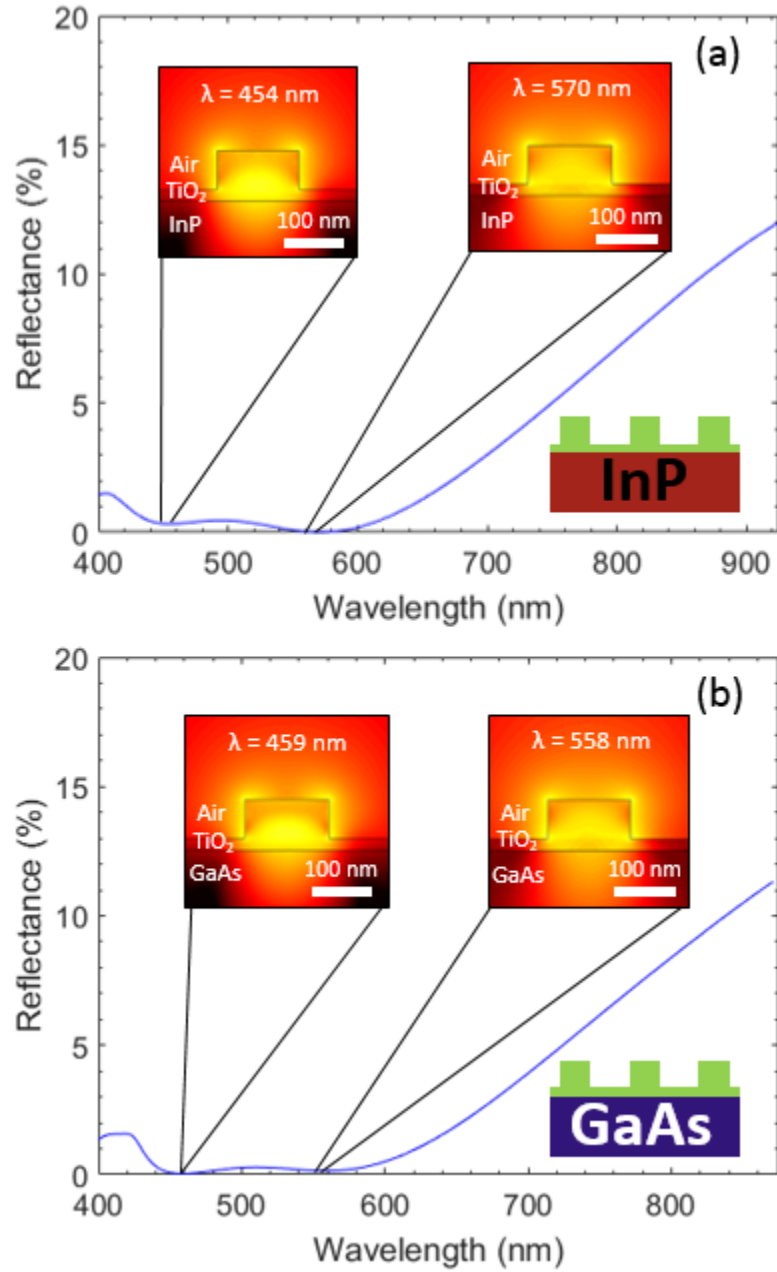 20
(a)
λ = 454 nm
λ = 570 nm
Air
TiO₂
InP
100 nm
Air
TiO₂
InP
100 nm
15
10
5
0
Reflectance (%)
InP
400 500 600 700 800 900
Wavelength (nm)
20
(b)
λ = 459 nm
λ = 558 nm
Air
TiO₂
GaAs
100 nm
Air
TiO₂
GaAs
100 nm
15
10
5
0
Reflectance (%)
GaAs
400 500 600 700 800
Wavelength (nm)